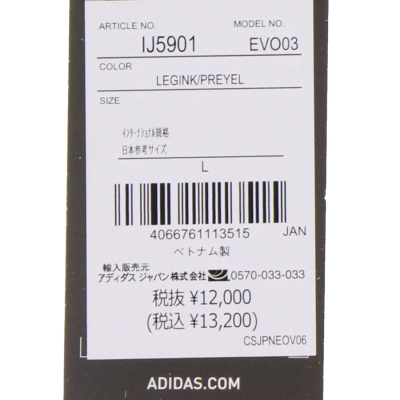 ARTICLE NO. MODEL NO.
IJ5901 EVO03
COLOR
LEGINK/PREYEL
SIZE
インターナショナル規格
日本参考サイズ
L
4066761113515 JAN
ベトナム製
輸入販売元
アディダス ジャパン株式会社 0570-033-033
税抜 ¥12,000
(税込 ¥13,200)
CSJPNEOV06
ADIDAS.COM